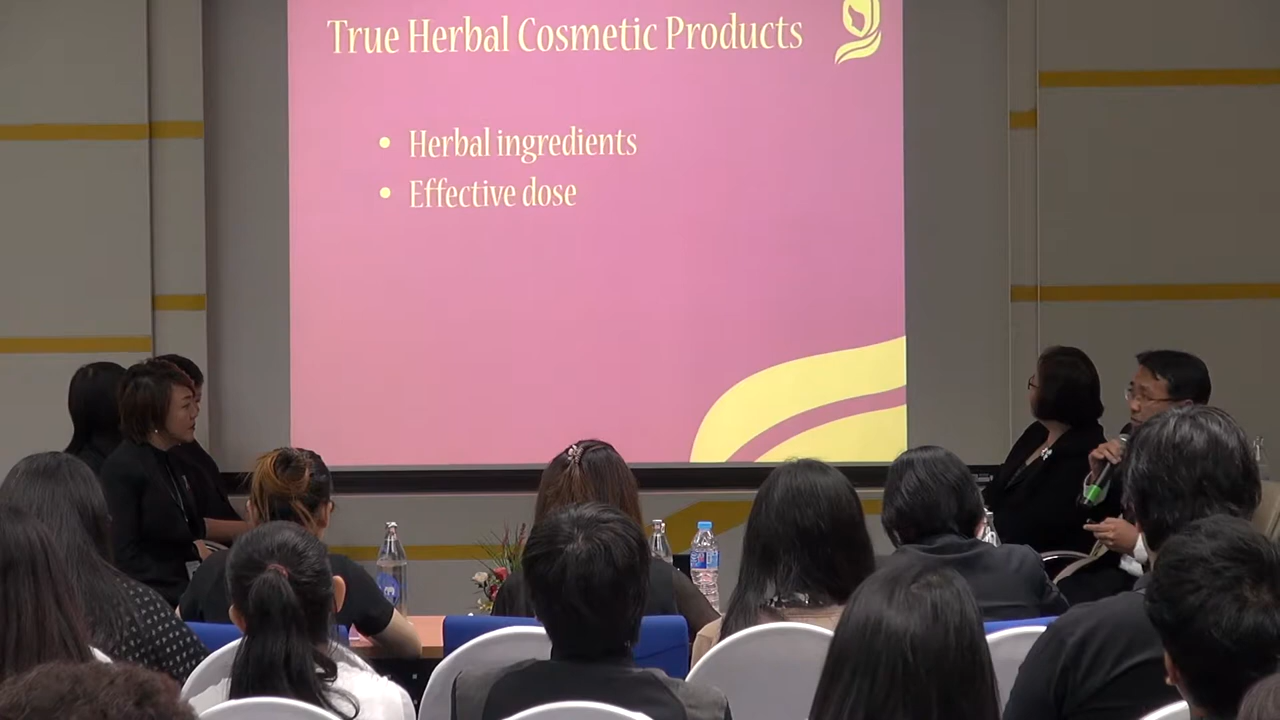 True Herbal Cosmetic Products
• Herbal ingredients
• Effective dose